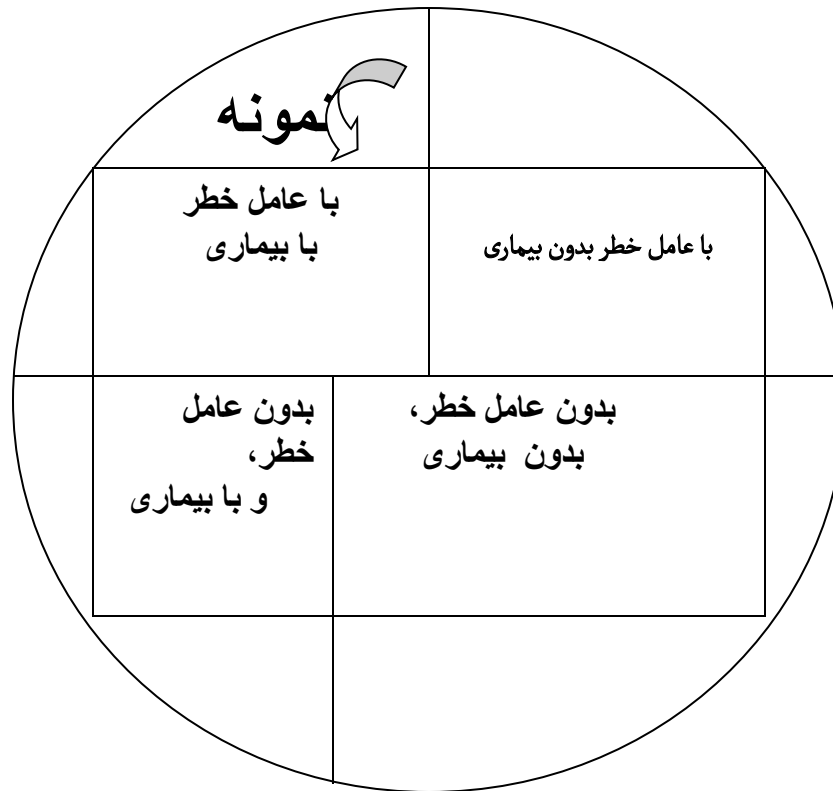 نمونه
با عامل خطر بدون بیماری
با عامل خطر
با بیماری
بدون عامل خطر،
بدون بیماری
بدون عامل
خطر،
و با بیماری